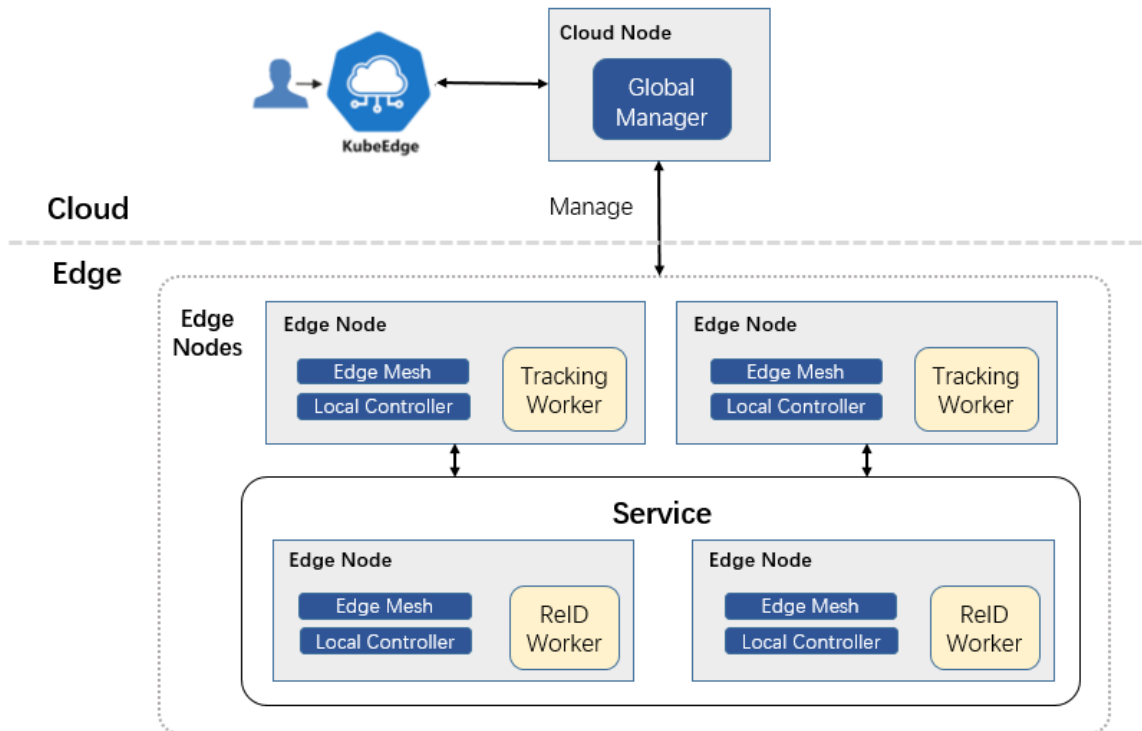 Cloud Node
Global
Manager
KubeEdge
Cloud
Manage
Edge
Edge
Nodes
Edge Node
Edge Mesh
Local Controller
Tracking
Worker
Edge Node
Edge Mesh
Local Controller
Tracking
Worker
Service
Edge Node
Edge Mesh
Local Controller
ReID
Worker
Edge Node
Edge Mesh
Local Controller
ReID
Worker